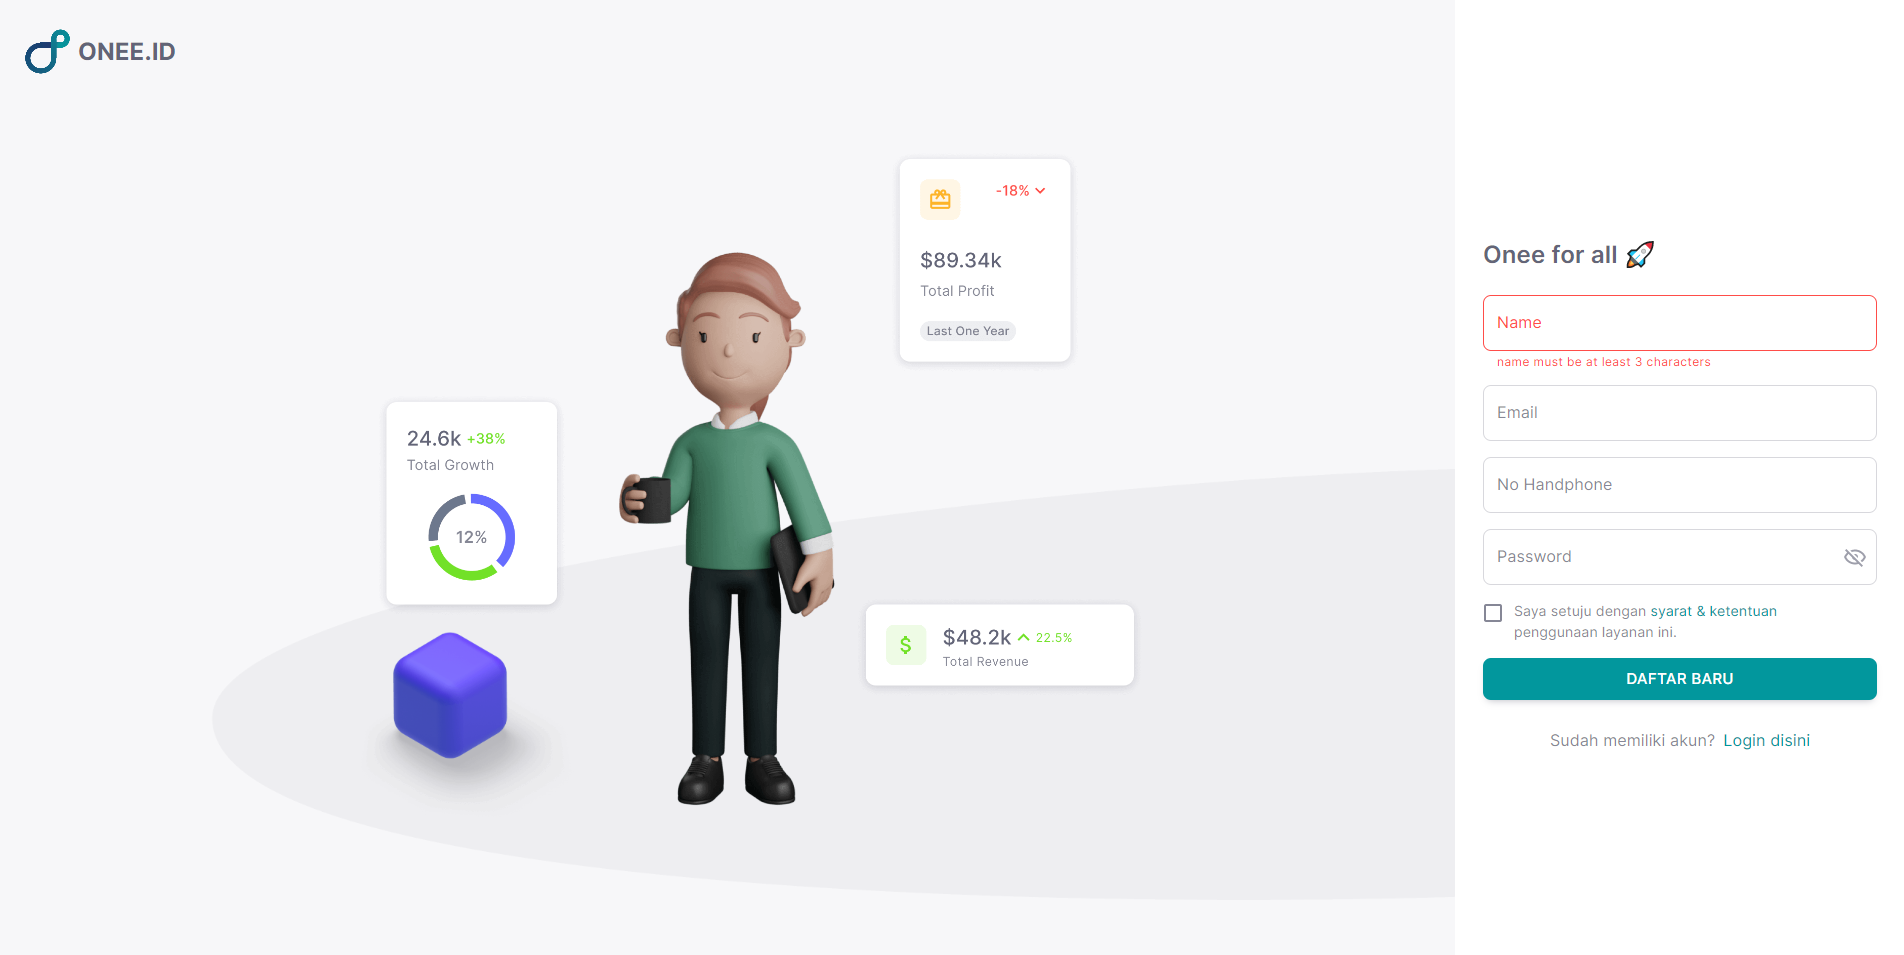 ONEE.ID
-18%
$89.34k
Total Profit
Last One Year
24.6k +38%
Total Growth
12%
$48.2k 22.5%
Total Revenue
Onee for all 🚀
Name
name must be at least 3 characters
Email
No Handphone
Password
Saya setuju dengan syarat & ketentuan
penggunaan layanan ini.
DAFTAR BARU
Sudah memiliki akun? Login disini